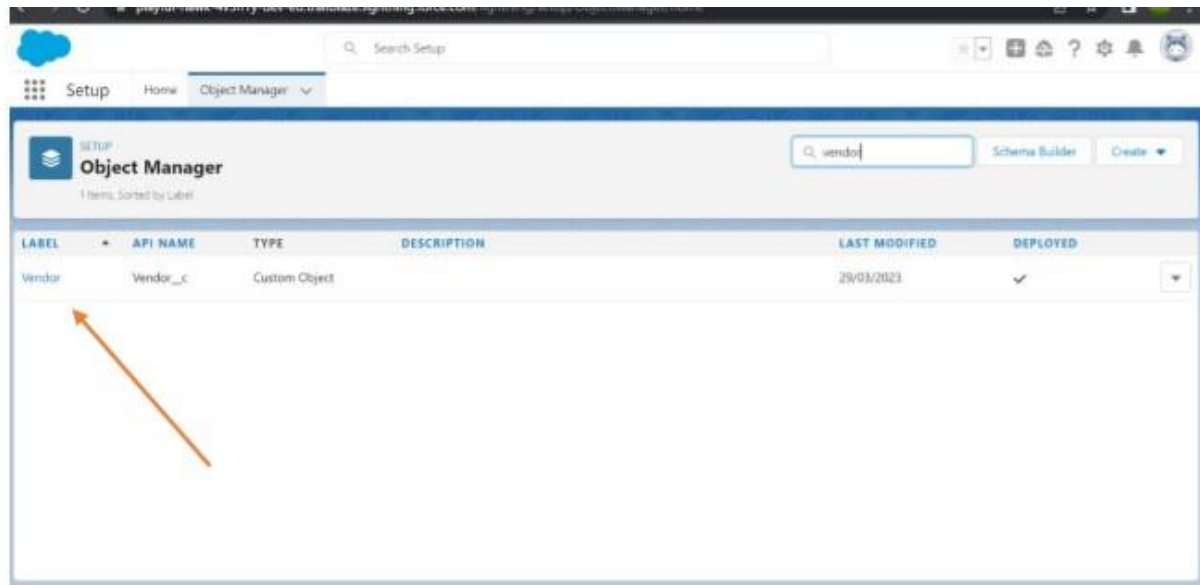 Search Setup
Setup Home Object Manager
SETUP
Object Manager
1 Items, Sorted by Label
vendor
Schema Builder
Create
LABEL API NAME TYPE DESCRIPTION LAST MODIFIED DEPLOYED
Vendor Vendor__c Custom Object 29/03/2023